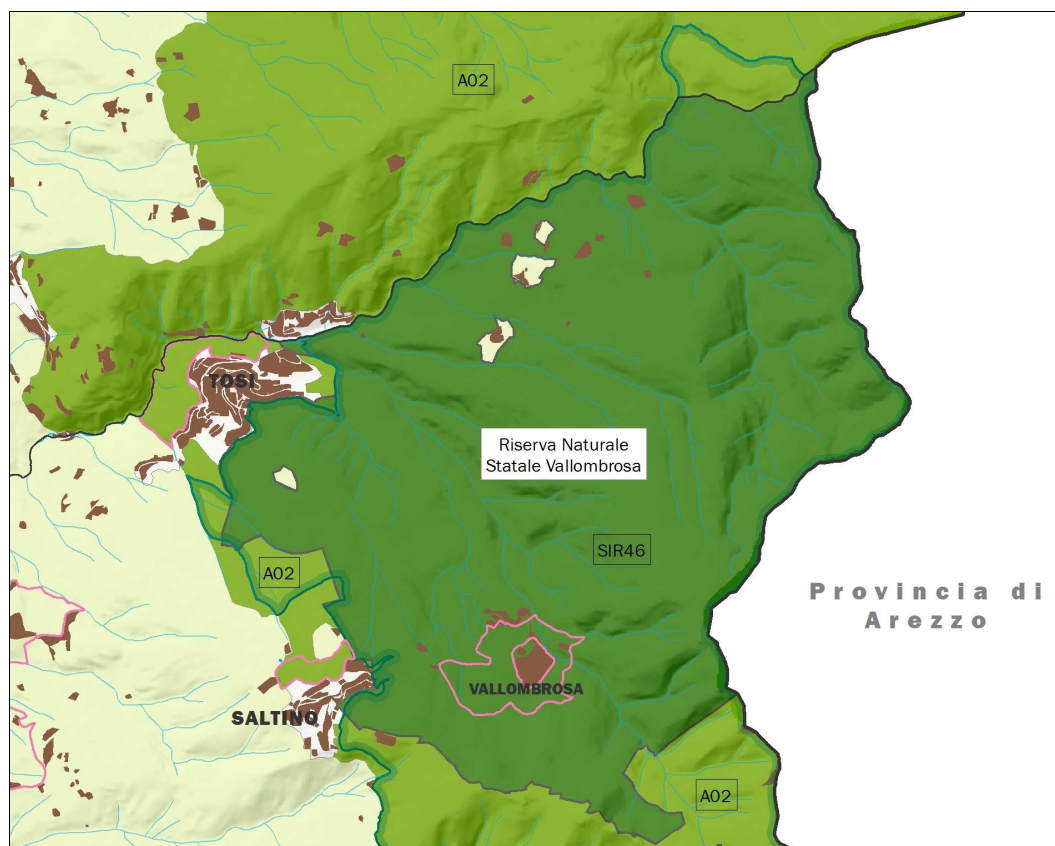 A02
TOSI
Riserva Naturale
Statale Vallombrosa
SIR46
A02
Provincia di
Arezzo
VALLOMBROSA
SALTINO
A02